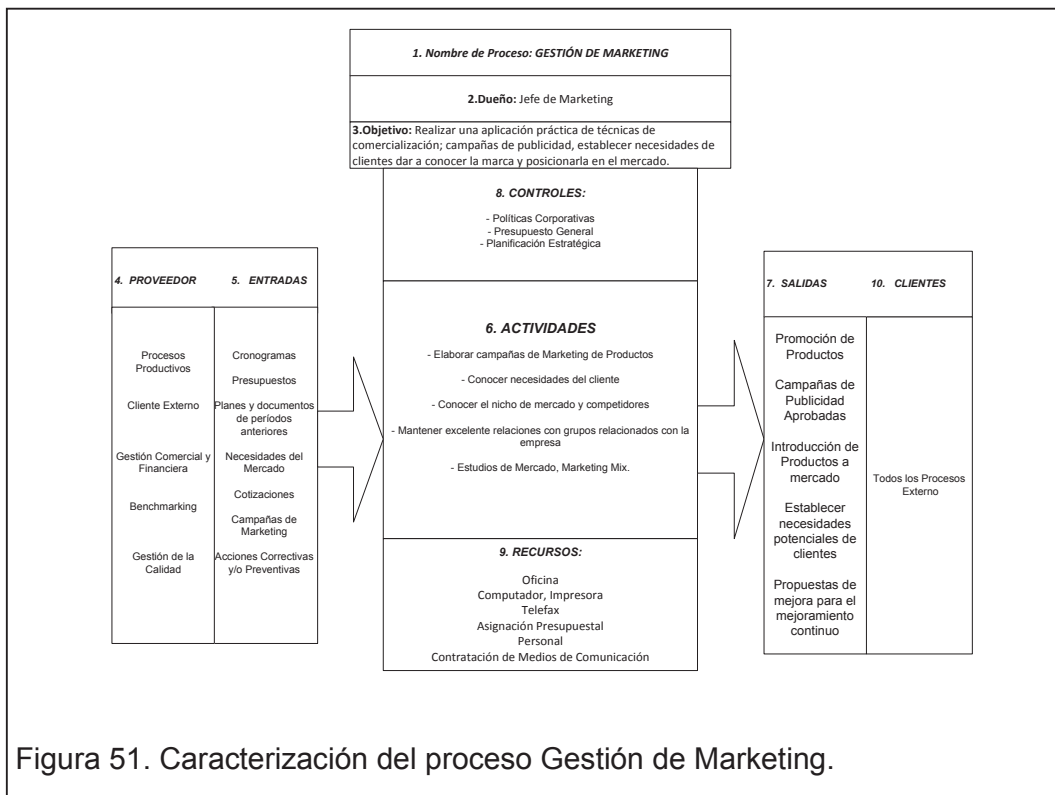 1. Nombre de Proceso: GESTIÓN DE MARKETING
2.Dueño: Jefe de Marketing
3.Objetivo: Realizar una aplicación práctica de técnicas de
comercialización; campañas de publicidad, establecer necesidades de
clientes dar a conocer la marca y posicionarla en el mercado.
8. CONTROLES:
- Políticas Corporativas
- Presupuesto General
- Planificación Estratégica
4. PROVEEDOR
Procesos
Productivos
Cliente Externo
Gestión Comercial y
Financiera
Benchmarking
Gestión de la
Calidad
5. ENTRADAS
Cronogramas
Presupuestos
Planes y documentos
de períodos
anteriores
Necesidades del
Mercado
Cotizaciones
Campañas de
Marketing
Acciones Correctivas
y/o Preventivas
6. ACTIVIDADES
- Elaborar campañas de Marketing de Productos
- Conocer necesidades del cliente
- Conocer el nicho de mercado y competidores
- Mantener excelente relaciones con grupos relacionados con la
empresa
- Estudios de Mercado, Marketing Mix.
9. RECURSOS:
Oficina
Computador, Impresora
Telefax
Asignación Presupuestal
Personal
Contratación de Medios de Comunicación
7. SALIDAS
Promoción de
Productos
Campañas de
Publicidad
Aprobadas
Introducción de
Productos a
mercado
Establecer
necesidades
potenciales de
clientes
Propuestas de
mejora para el
mejoramiento
continuo
10. CLIENTES
Todos los Procesos
Externo
Figura 51. Caracterización del proceso Gestión de Marketing.